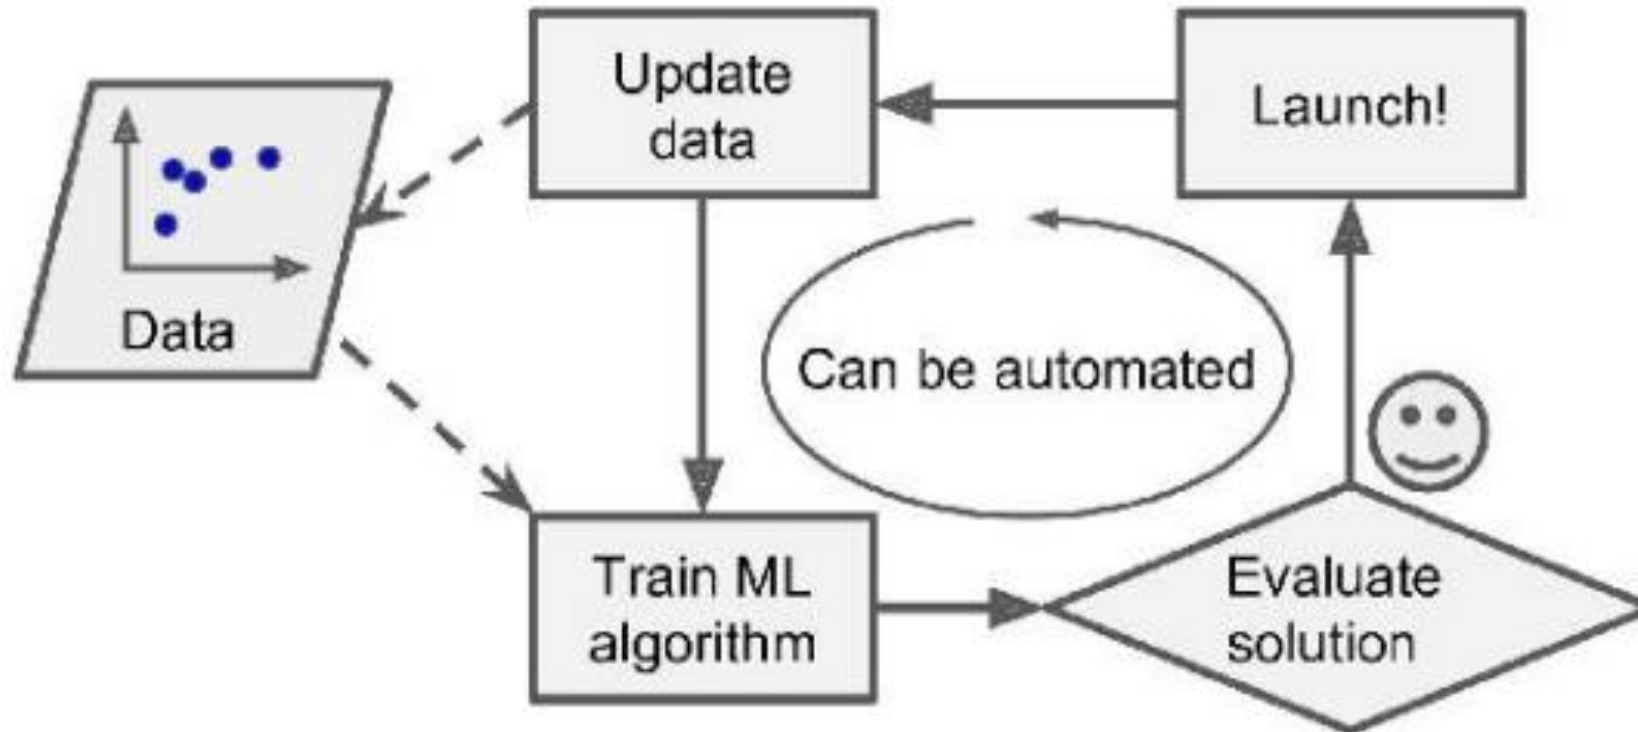 Update
data
Launch!
Data
Can be automated
Train ML
algorithm
Evaluate
solution